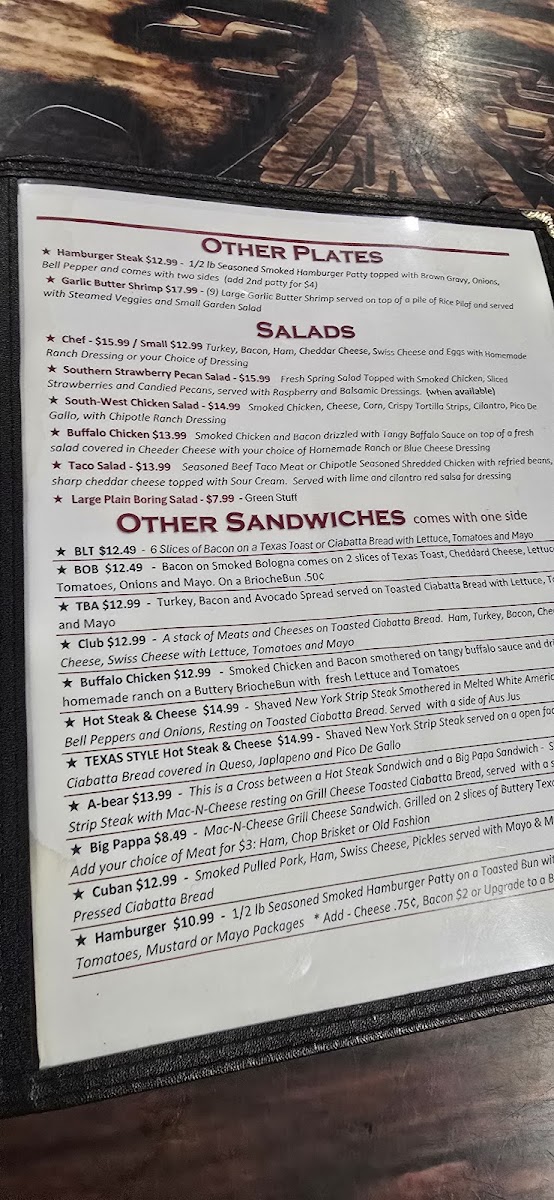 OTHER PLATES
★ Hamburger Steak $12.99 - 1/2 lb Seasoned Smoked Hamburger Patty topped with Brown Gravy, Onions,
Bell Pepper and comes with two sides (add 2nd patty for $4)
★ Garlic Butter Shrimp $17.99 - (9) Large Garlic Butter Shrimp served on top of a pile of Rice Pilaf and served
with Steamed Veggies and Small Garden Salad
SALADS
★ Chef - $15.99 / Small $12.99 Turkey, Bacon, Ham, Cheddar Cheese, Swiss Cheese and Eggs with Homemade
Ranch Dressing or your Choice of Dressing
★ Southern Strawberry Pecan Salad - $15.99 Fresh Spring Salad Topped with Smoked Chicken, Sliced
Strawberries and Candied Pecans, served with Raspberry and Balsamic Dressings. (when available)
★ South-West Chicken Salad - $14.99 Smoked Chicken, Cheese, Corn, Crispy Tortilla Strips, Cilantro, Pico De
Gallo, with Chipotle Ranch Dressing
★ Buffalo Chicken $13.99 Smoked Chicken and Bacon drizzled with Tangy Baffalo Sauce on top of a fresh
salad covered in Cheeder Cheese with your choice of Homemade Ranch or Blue Cheese Dressing
★ Taco Salad - $13.99 Seasoned Beef Taco Meat or Chipotle Seasoned Shredded Chicken with refried beans,
sharp cheddar cheese topped with Sour Cream. Served with lime and cilantro red salsa for dressing
★ Large Plain Boring Salad - $7.99 - Green Stuff
OTHER SANDWICHES comes with one side
★ BLT $12.49 - 6 Slices of Bacon on a Texas Toast or Ciabatta Bread with Lettuce, Tomatoes and Mayo
★ BOB $12.49 - Bacon on Smoked Bologna comes on 2 slices of Texas Toast, Cheddard Cheese,
Tomatoes, Onions and Mayo. On a BriocheBun .50¢
★ TBA $12.99 - Turkey, Bacon and Avocado Spread served on Toasted Ciabatta Bread with Lettuce,
and Mayo
★ Club $12.99 - A stack of Meats and Cheeses on Toasted Ciabatta Bread. Ham, Turkey, Bacon,
Cheese, Swiss Cheese with Lettuce, Tomatoes and Mayo
★ Buffalo Chicken $12.99 - Smoked Chicken and Bacon smothered on tangy buffalo sauce and
homemade ranch on a Buttery BriocheBun with fresh Lettuce and Tomatoes
★ Hot Steak & Cheese $14.99 - Shaved New York Strip Steak Smothered in Melted White
Bell Peppers and Onions, Resting on Toasted Ciabatta Bread. Served with a side of Aus Jus
★ TEXAS STYLE Hot Steak & Cheese $14.99 - Shaved New York Strip Steak served on a open
Ciabatta Bread covered in Queso, Japlapeno and Pico De Gallo
★ A-bear $13.99 - This is a Cross between a Hot Steak Sandwich and a Big Papa Sandwich -
Strip Steak with Mac-N-Cheese resting on Grill Cheese Toasted Ciabatta Bread, served with a
★ Big Pappa $8.49 - Mac-N-Cheese Grill Cheese Sandwich. Grilled on 2 slices of Buttery
Add your choice of Meat for $3: Ham, Chop Brisket or Old Fashion
★ Cuban $12.99 - Smoked Pulled Pork, Ham, Swiss Cheese, Pickles served with Mayo &
Pressed Ciabatta Bread
★ Hamburger $10.99 - 1/2 lb Seasoned Smoked Hamburger Patty on a Toasted Bun
Tomatoes, Mustard or Mayo Packages * Add - Cheese .75¢, Bacon $2 or Upgrade to a